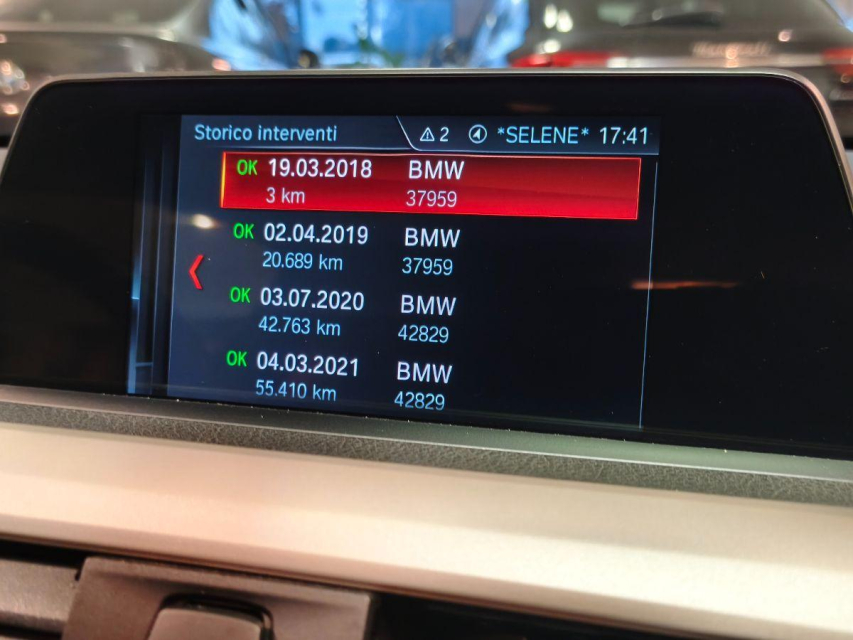 Storico interventi 2 *SELENE* 17:41
OK 19.03.2018 BMW
3 km 37959
OK 02.04.2019 BMW
20.689 km 37959
OK 03.07.2020 BMW
42.763 km 42829
OK 04.03.2021 BMW
55.410 km 42829